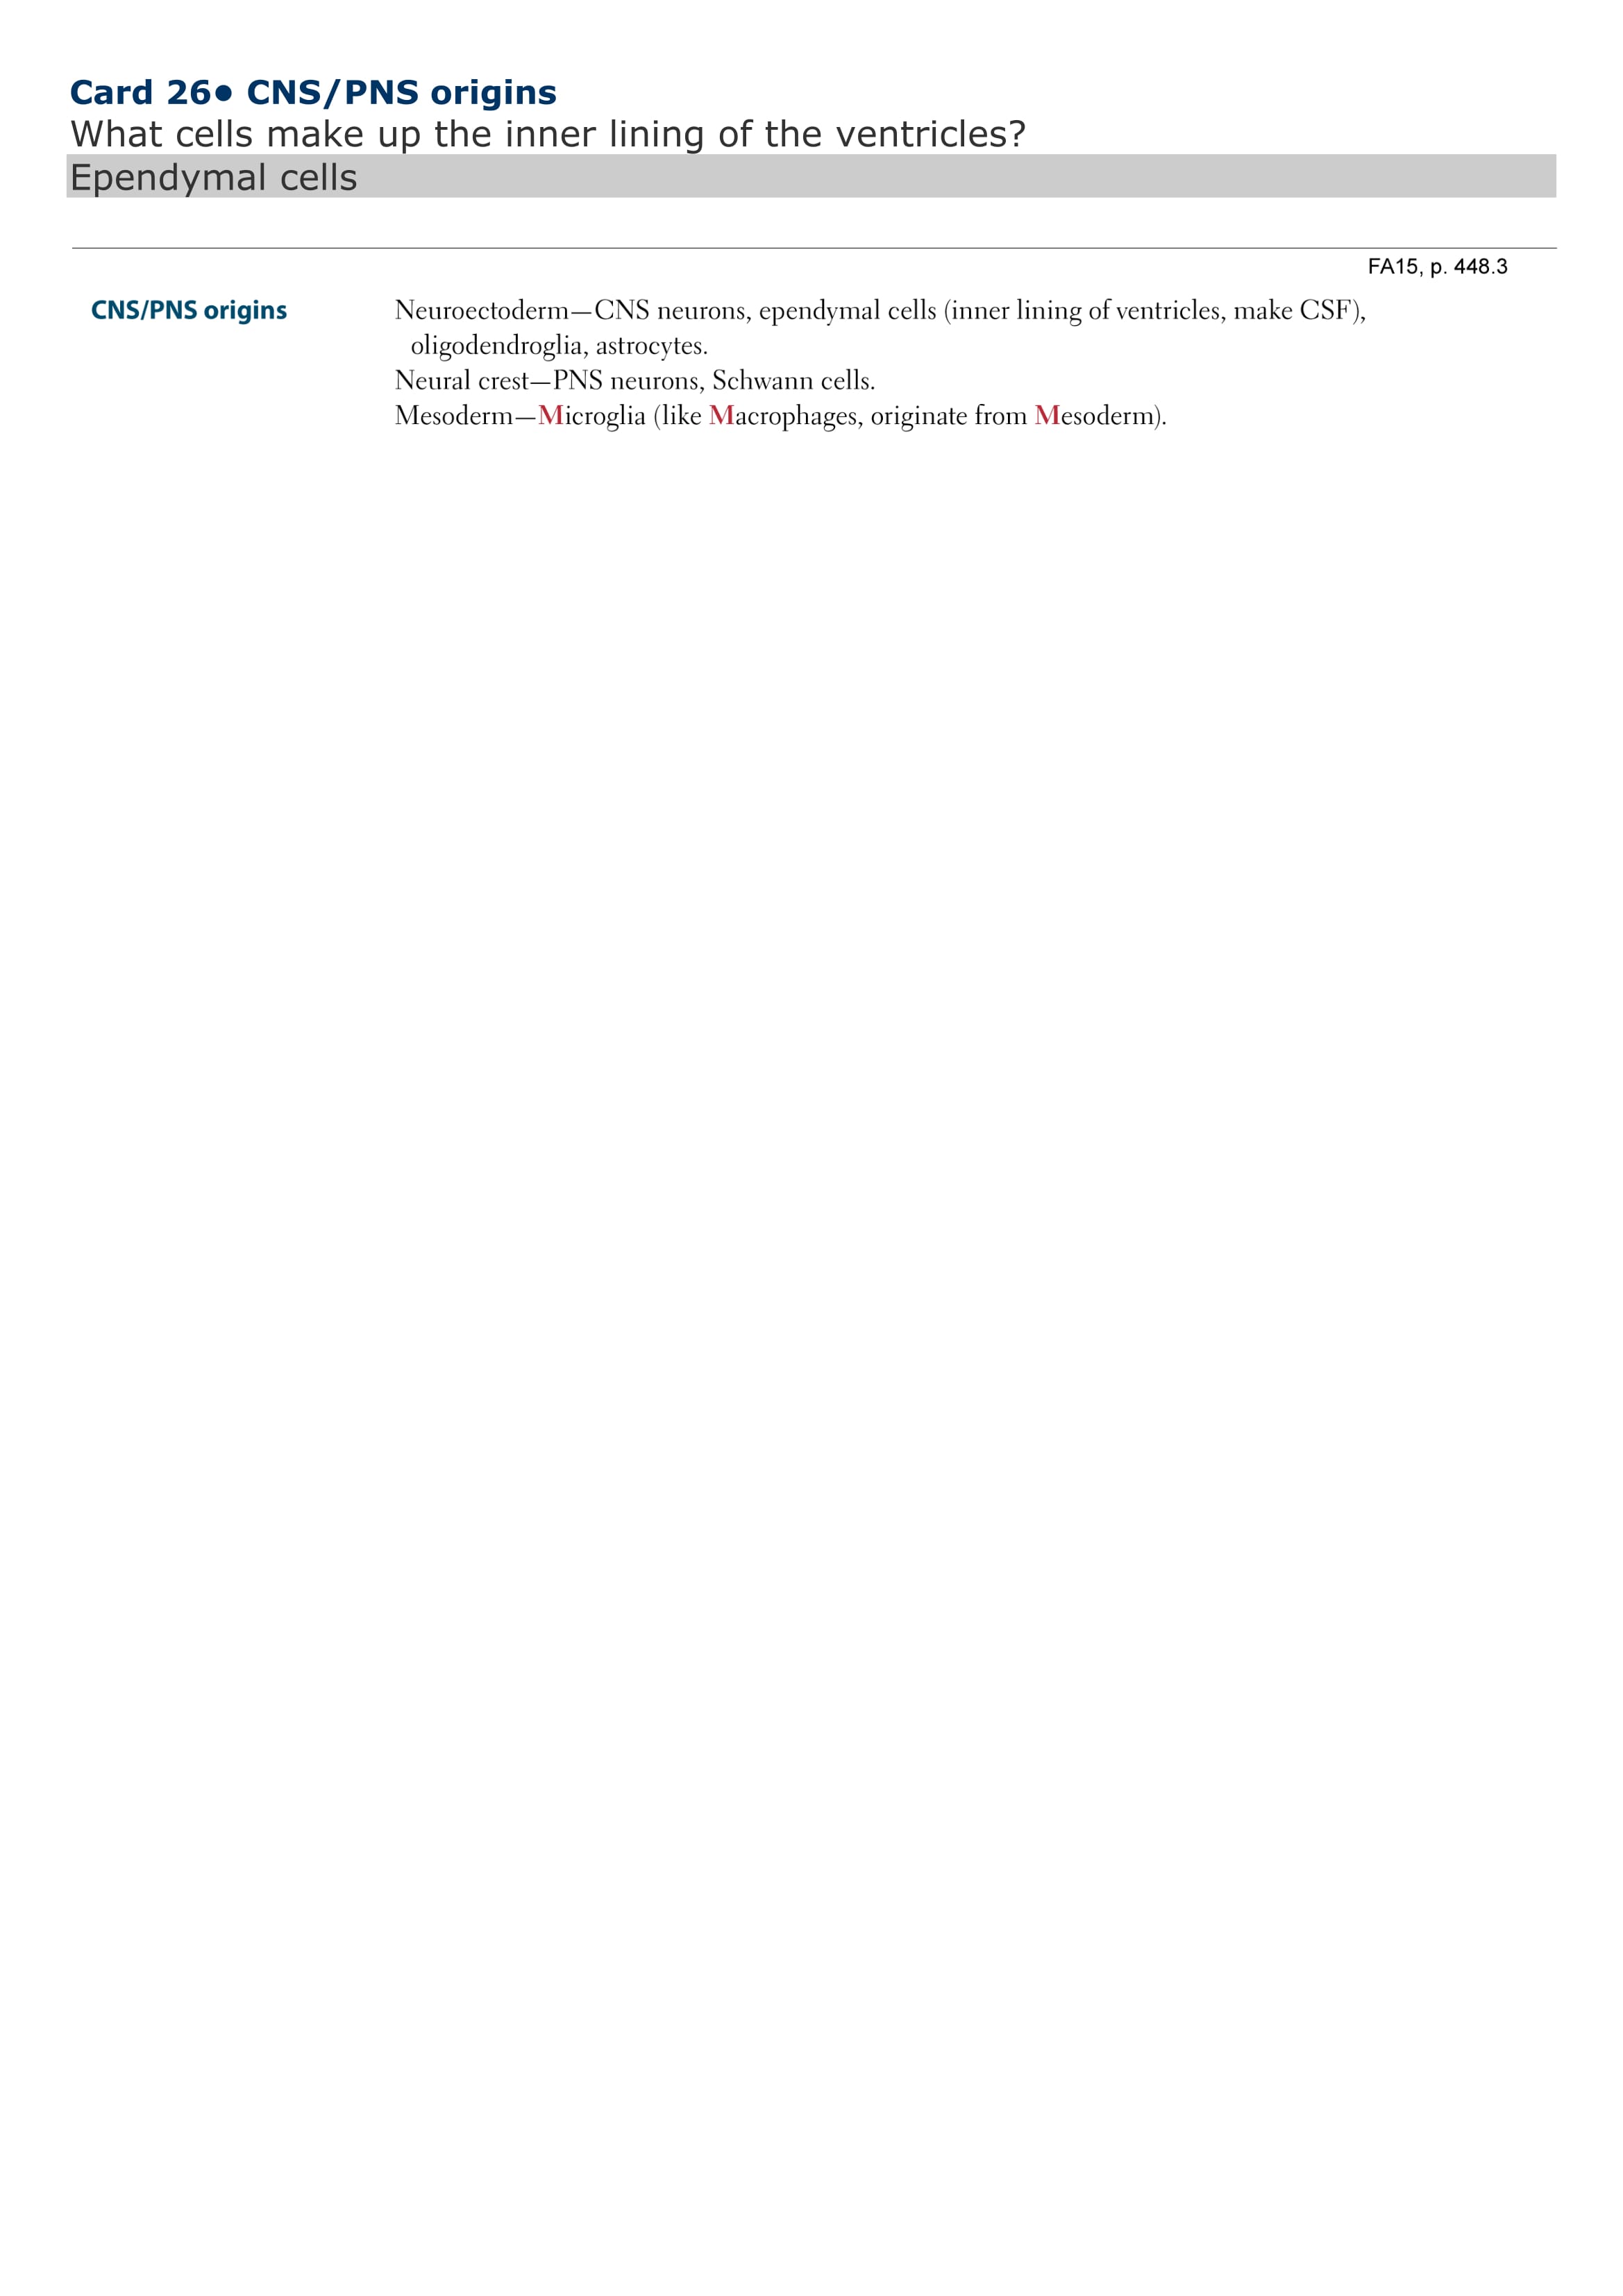 Card 26• CNS/PNS origins
What cells make up the inner lining of the ventricles?
Ependymal cells
FA15, p. 448.3
CNS/PNS origins
Neuroectoderm—CNS neurons, ependymal cells (inner lining of ventricles, make CSF),
oligodendroglia, astrocytes.
Neural crest—PNS neurons, Schwann cells.
Mesoderm—Microglia (like Macrophages, originate from Mesoderm).